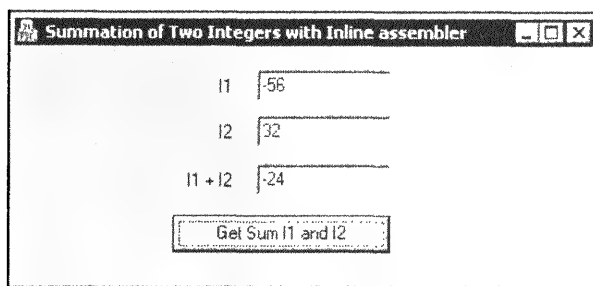 Summation of Two Integers with Inline assembler
I1 -56
I2 32
I1 + I2 -24
Get Sum I1 and I2